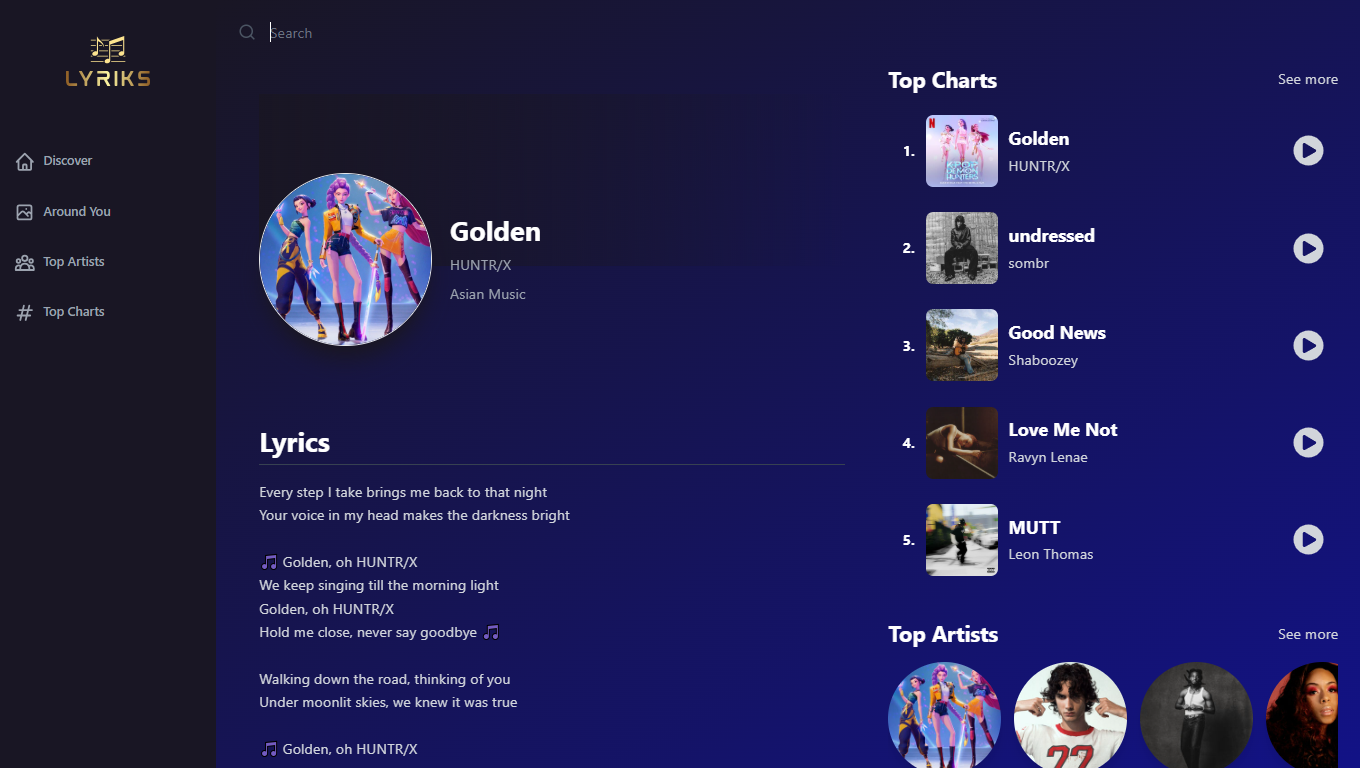 LYRIKS
Discover
Around You
Top Artists
Top Charts
Search
Golden
HUNTR/X
Asian Music
Lyrics
Every step I take brings me back to that night
Your voice in my head makes the darkness bright
🎵 Golden, oh HUNTR/X
We keep singing till the morning light
Golden, oh HUNTR/X
Hold me close, never say goodbye 🎵
Walking down the road, thinking of you
Under moonlit skies, we knew it was true
🎵 Golden, oh HUNTR/X
Top Charts
See more
1.
N
KPOP
DEMON
HUNTERS
Golden
HUNTR/X
2.
undressed
sombr
3.
Good News
Shaboozey
4.
Love Me Not
Ravyn Lenae
5.
MUTT
Leon Thomas
Top Artists
See more
22